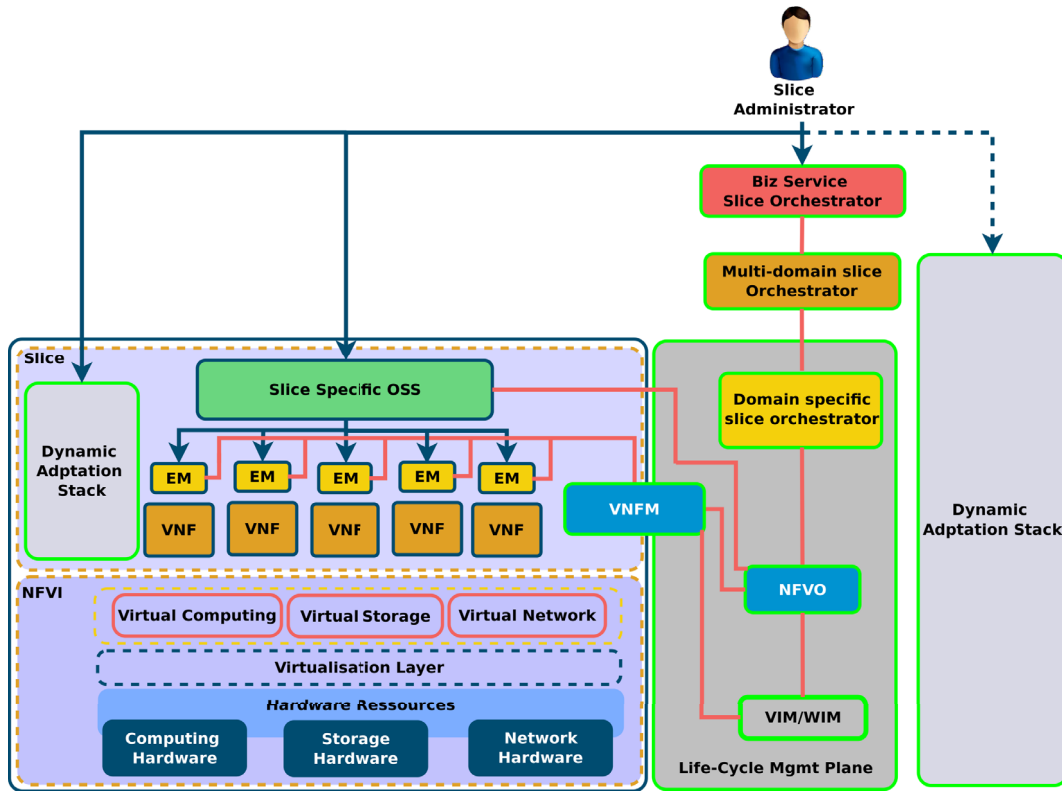 Slice
Administrator
Biz Service
Slice Orchestrator
Multi-domain slice
Orchestrator
Slice
Slice Specific OSS
Domain specific
slice orchestrator
Dynamic
Adptation
Stack
EM
EM
EM
EM
EM
VNF
VNF
VNF
VNF
VNF
VNFM
Dynamic
Adptation Stack
NFVI
NFVO
Virtual Computing
Virtual Storage
Virtual Network
Virtualisation Layer
Hardware Ressources
Computing
Hardware
Storage
Hardware
Network
Hardware
VIM/WIM
Life-Cycle Mgmt Plane